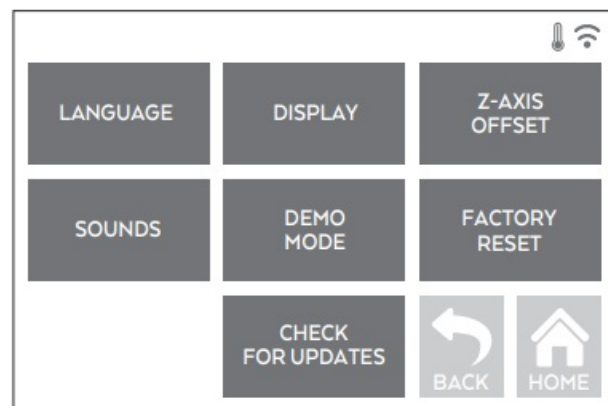 LANGUAGE
DISPLAY
Z-AXIS
OFFSET
SOUNDS
DEMO
MODE
FACTORY
RESET
CHECK
FOR UPDATES
BACK
HOME